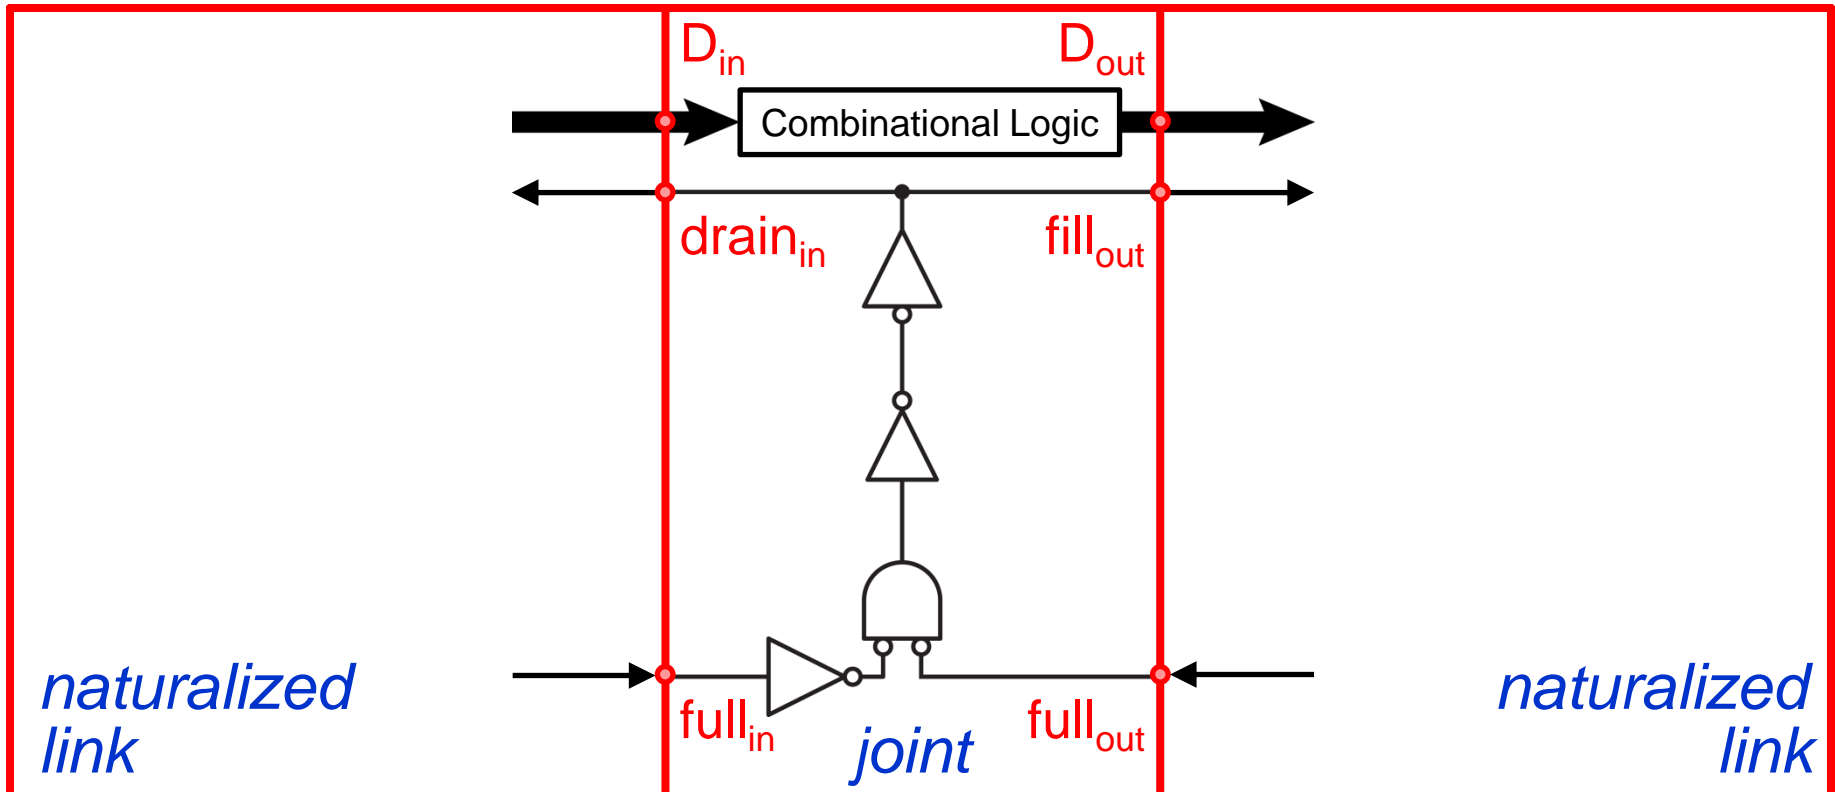 D_in D_out
Combinational Logic
drain_in fill_out
full_in full_out
naturalized link
joint
naturalized link